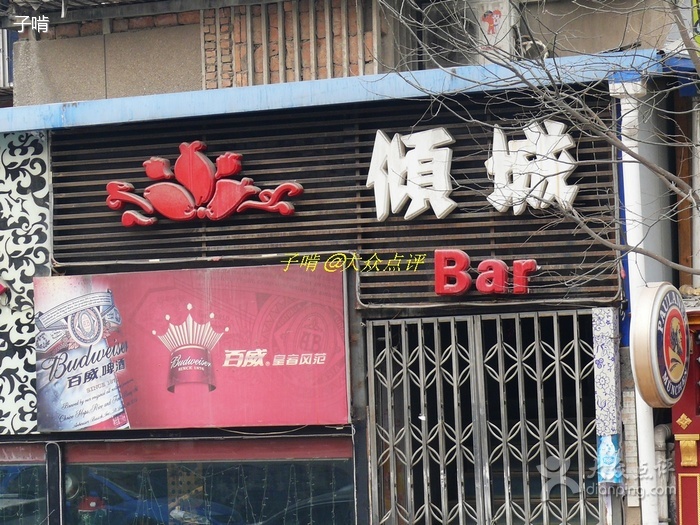 子啃
傾城
Bar
子啃 @大众点评
Budweiser
百威啤酒
Budweiser
百威® 皇者风范
PAULANER
MÜNCHEN
大众点评
dianping.com